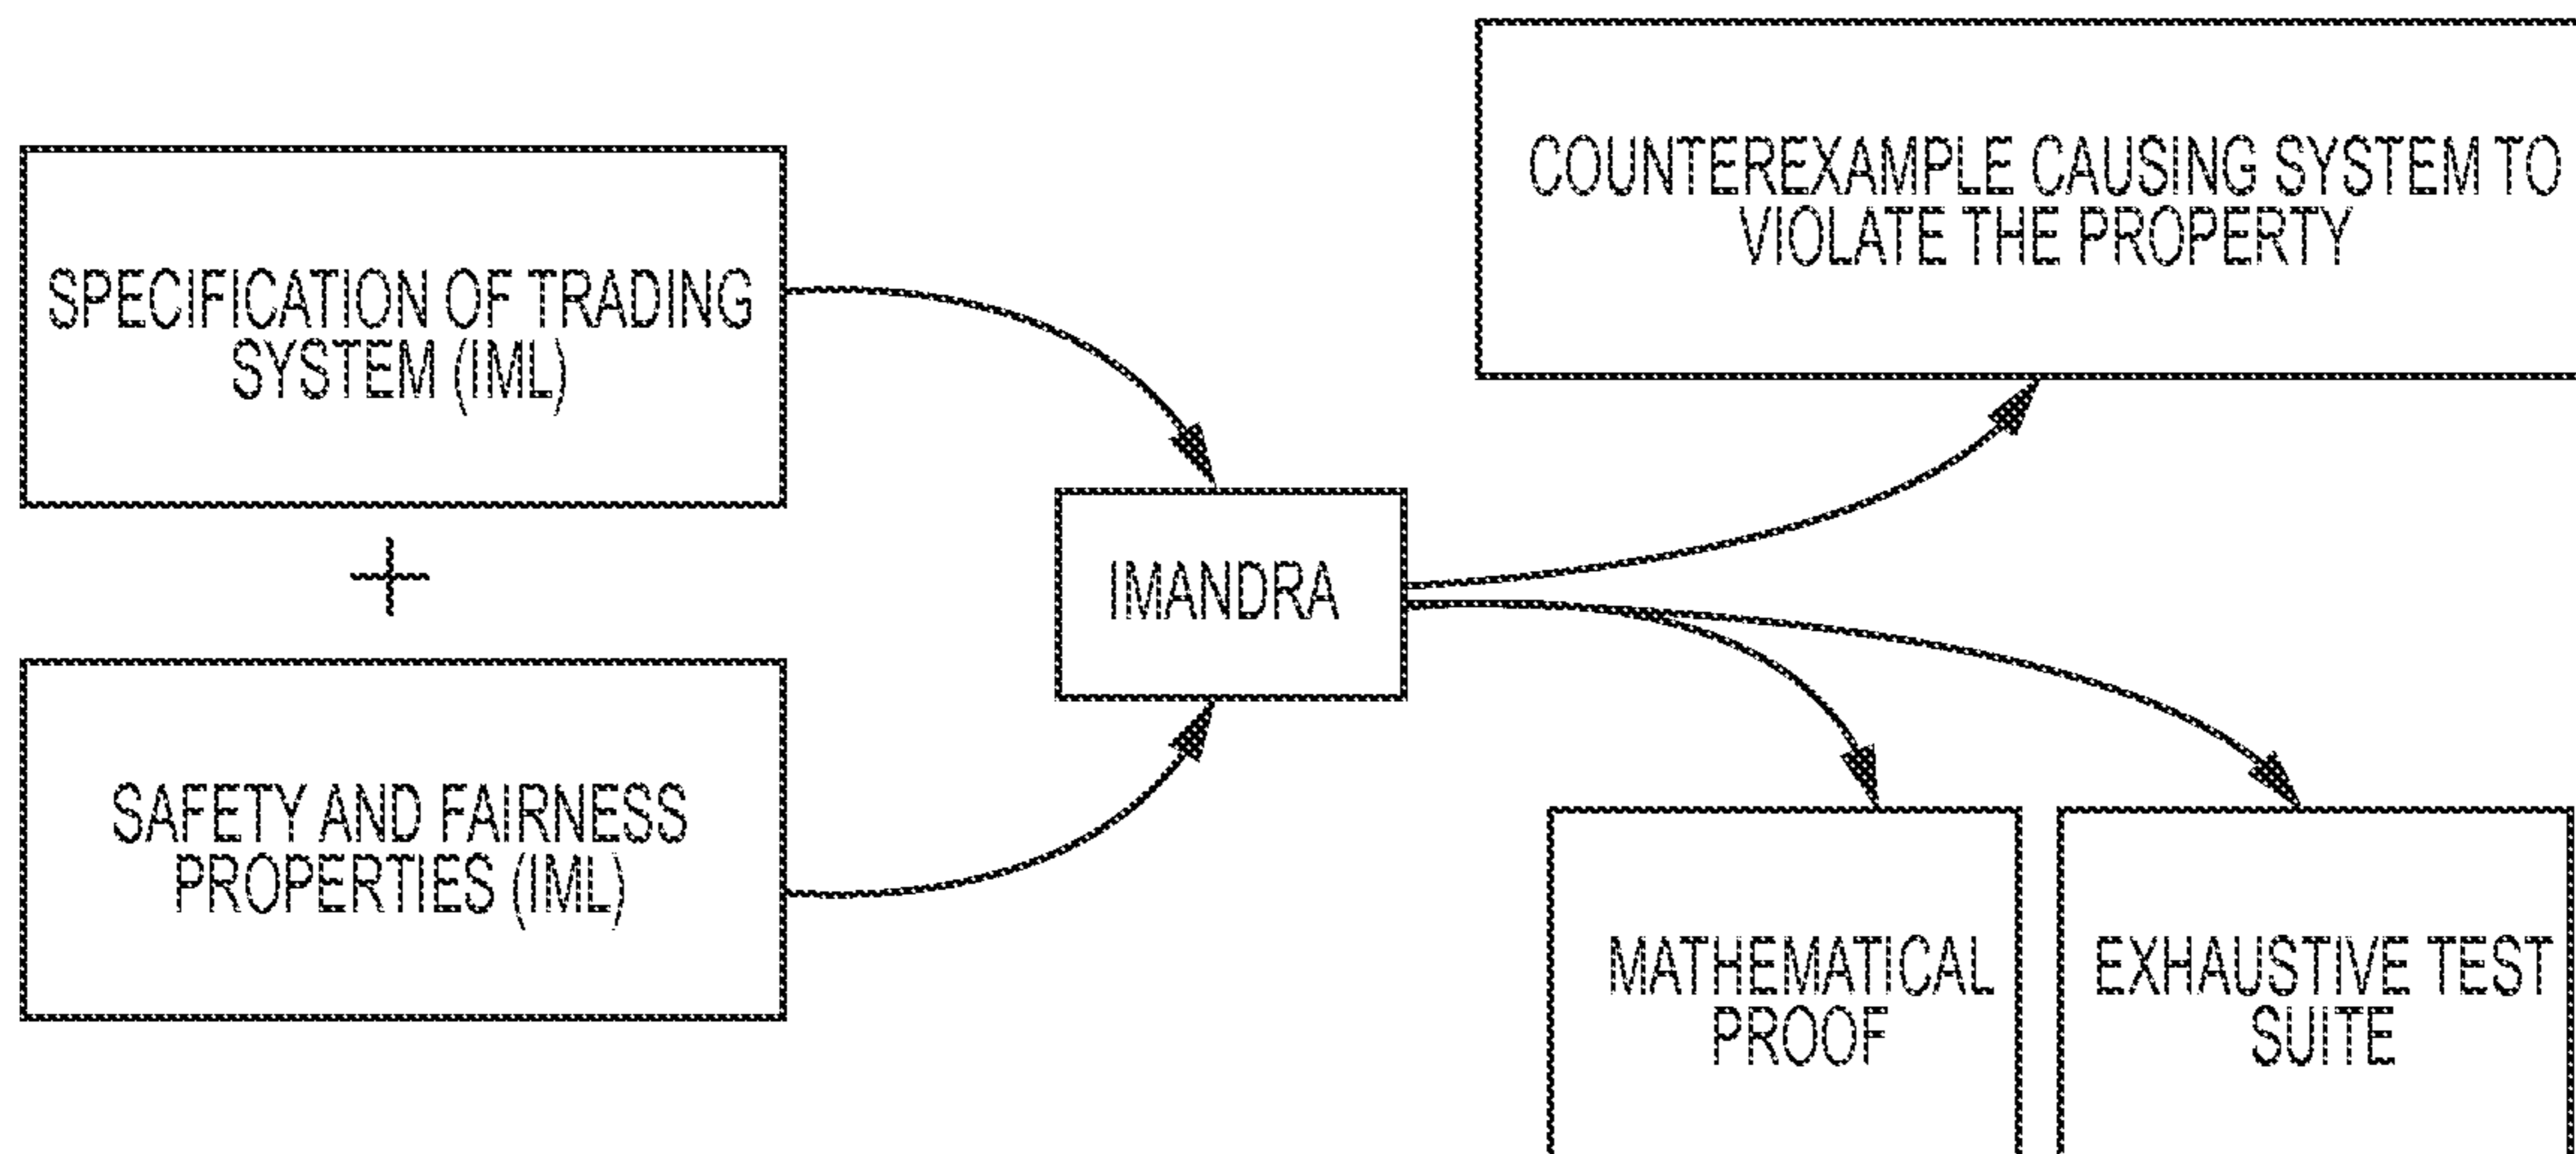 SPECIFICATION OF TRADING
SYSTEM (IML)
+
SAFETY AND FAIRNESS
PROPERTIES (IML)
IMANDRA
COUNTEREXAMPLE CAUSING SYSTEM TO
VIOLATE THE PROPERTY
MATHEMATICAL
PROOF
EXHAUSTIVE TEST
SUITE